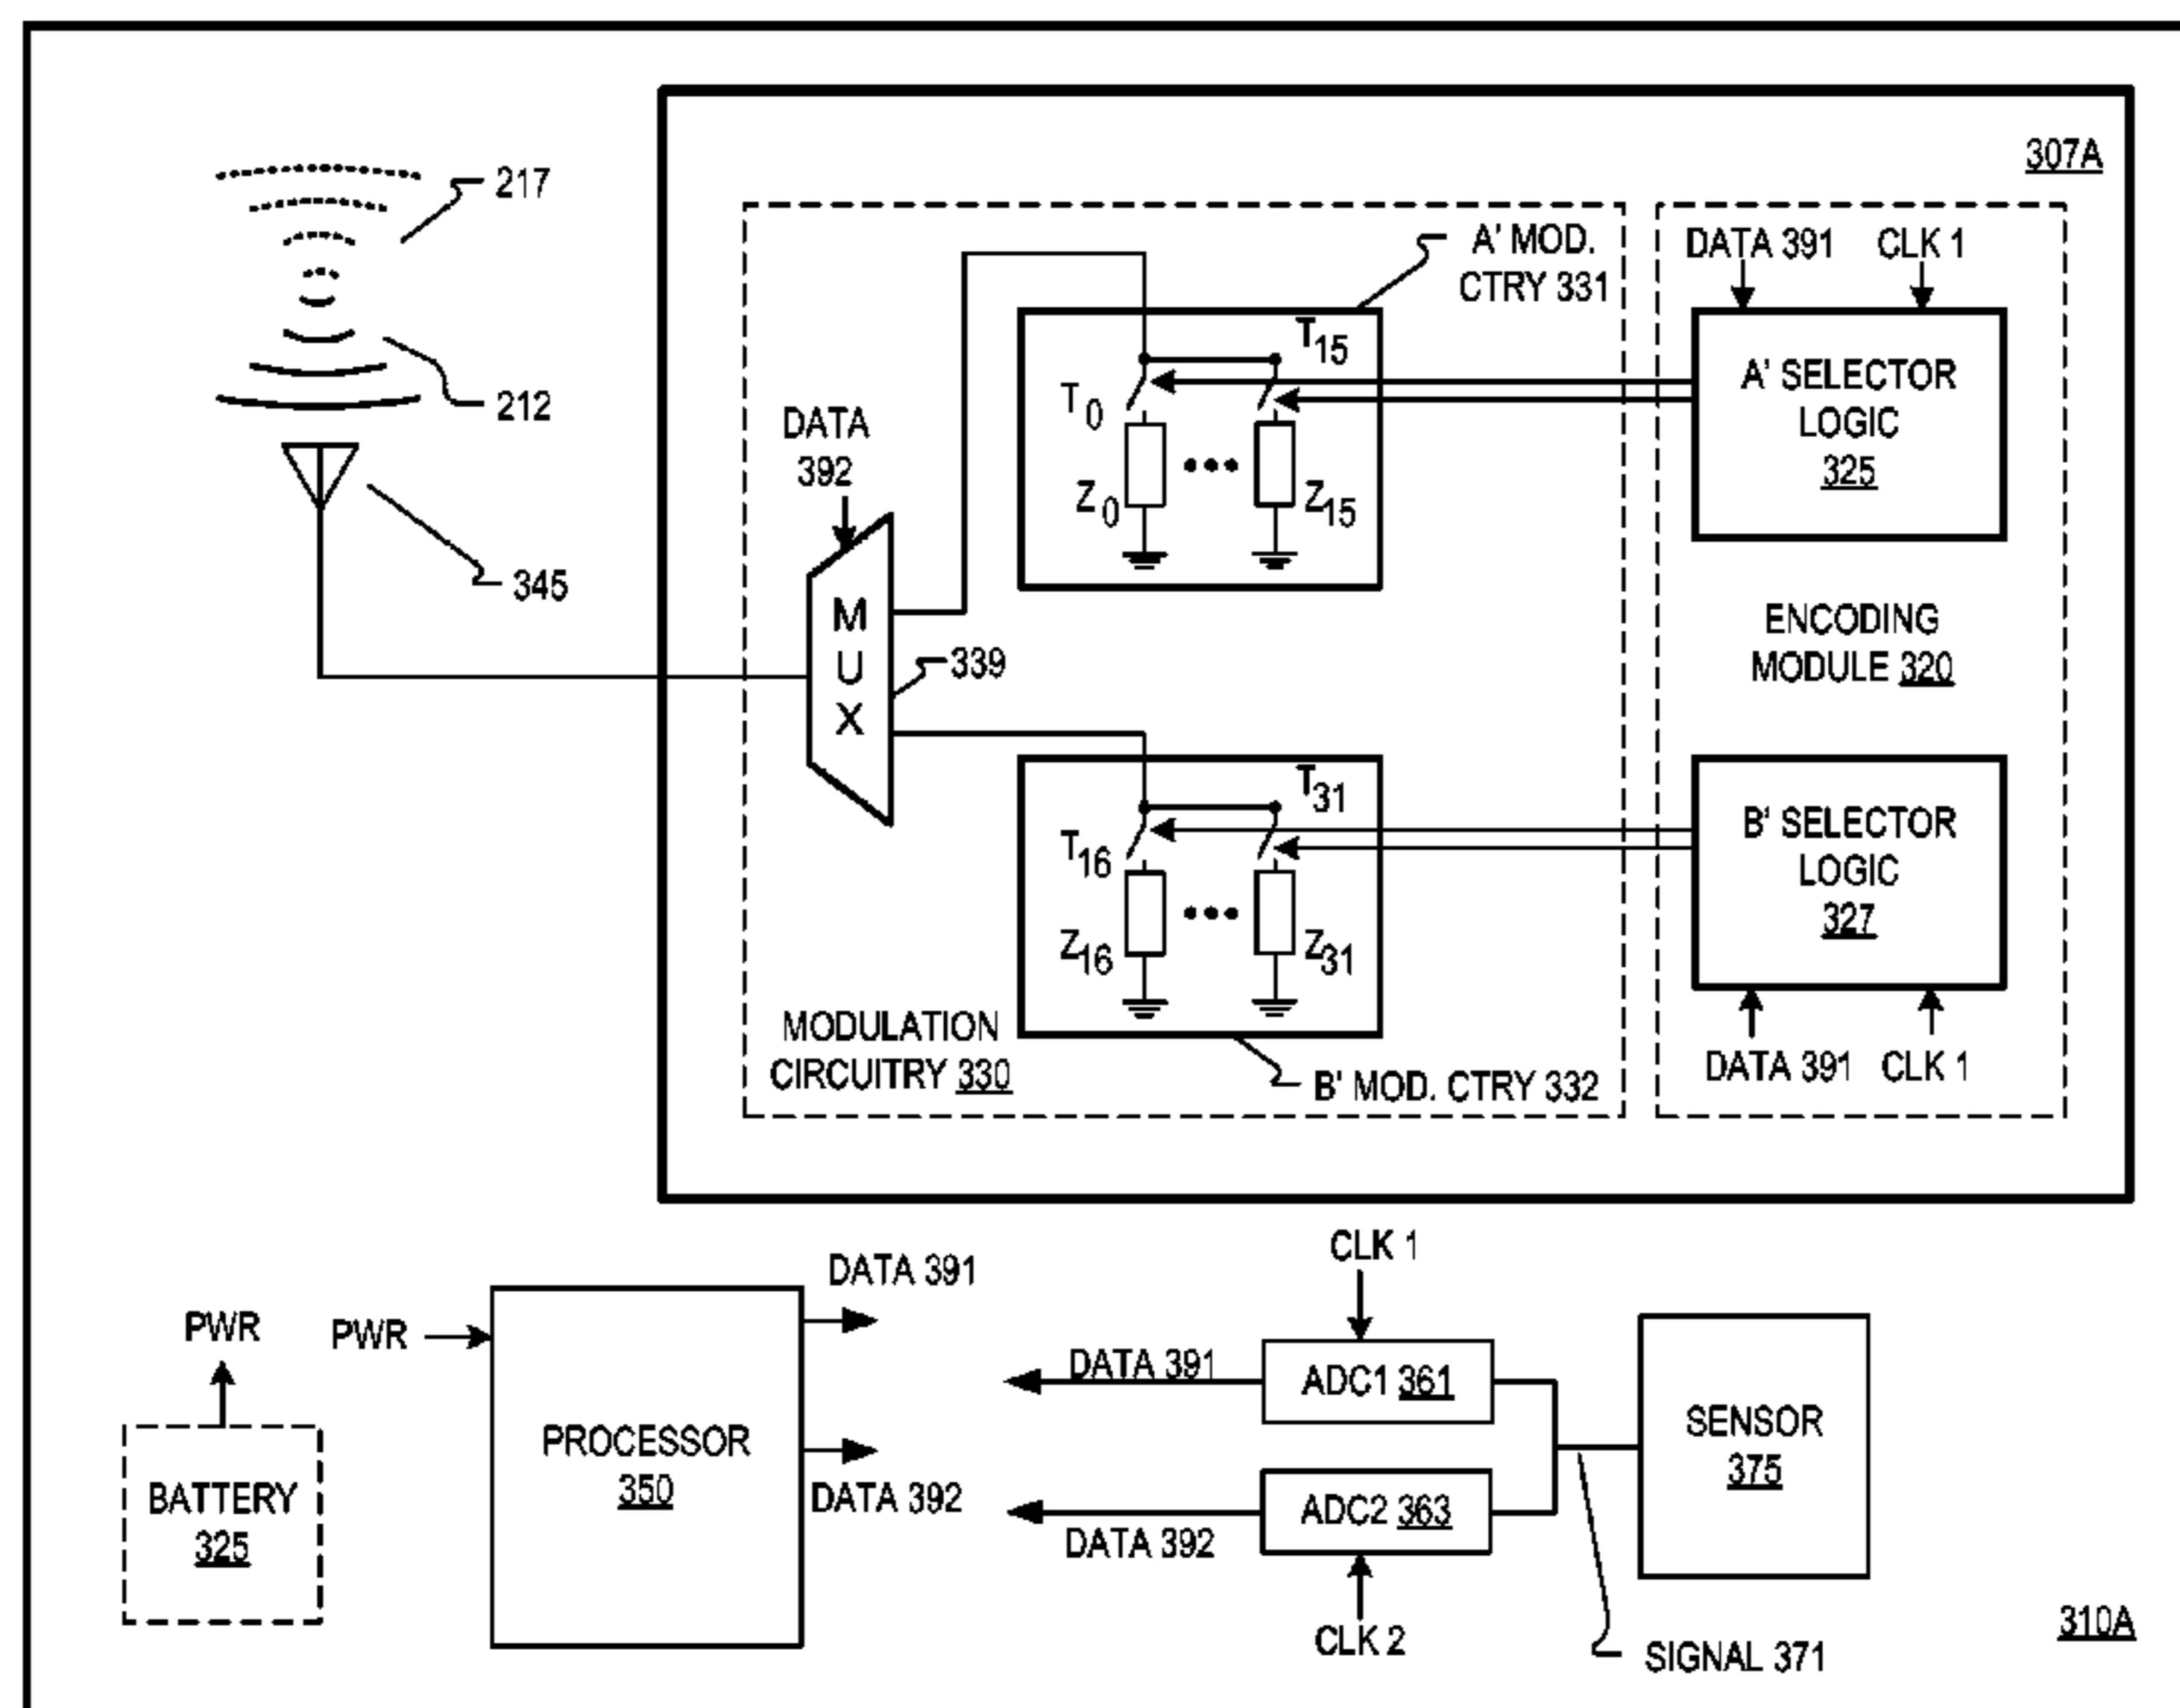 307A
217
212
345
A' MOD.
CTRY 331
DATA 391
CLK 1
A' SELECTOR
LOGIC
325
T15
T0
Z0
Z15
DATA
392
MUX
339
ENCODING
MODULE 320
T31
T16
Z16
Z31
B' SELECTOR
LOGIC
327
DATA 391
CLK 1
MODULATION
CIRCUITRY 330
B' MOD. CTRY 332
PWR
BATTERY
325
PWR
PROCESSOR
350
DATA 391
DATA 392
CLK 1
DATA 391
ADC1 361
DATA 392
ADC2 363
CLK 2
SENSOR
375
SIGNAL 371
310A